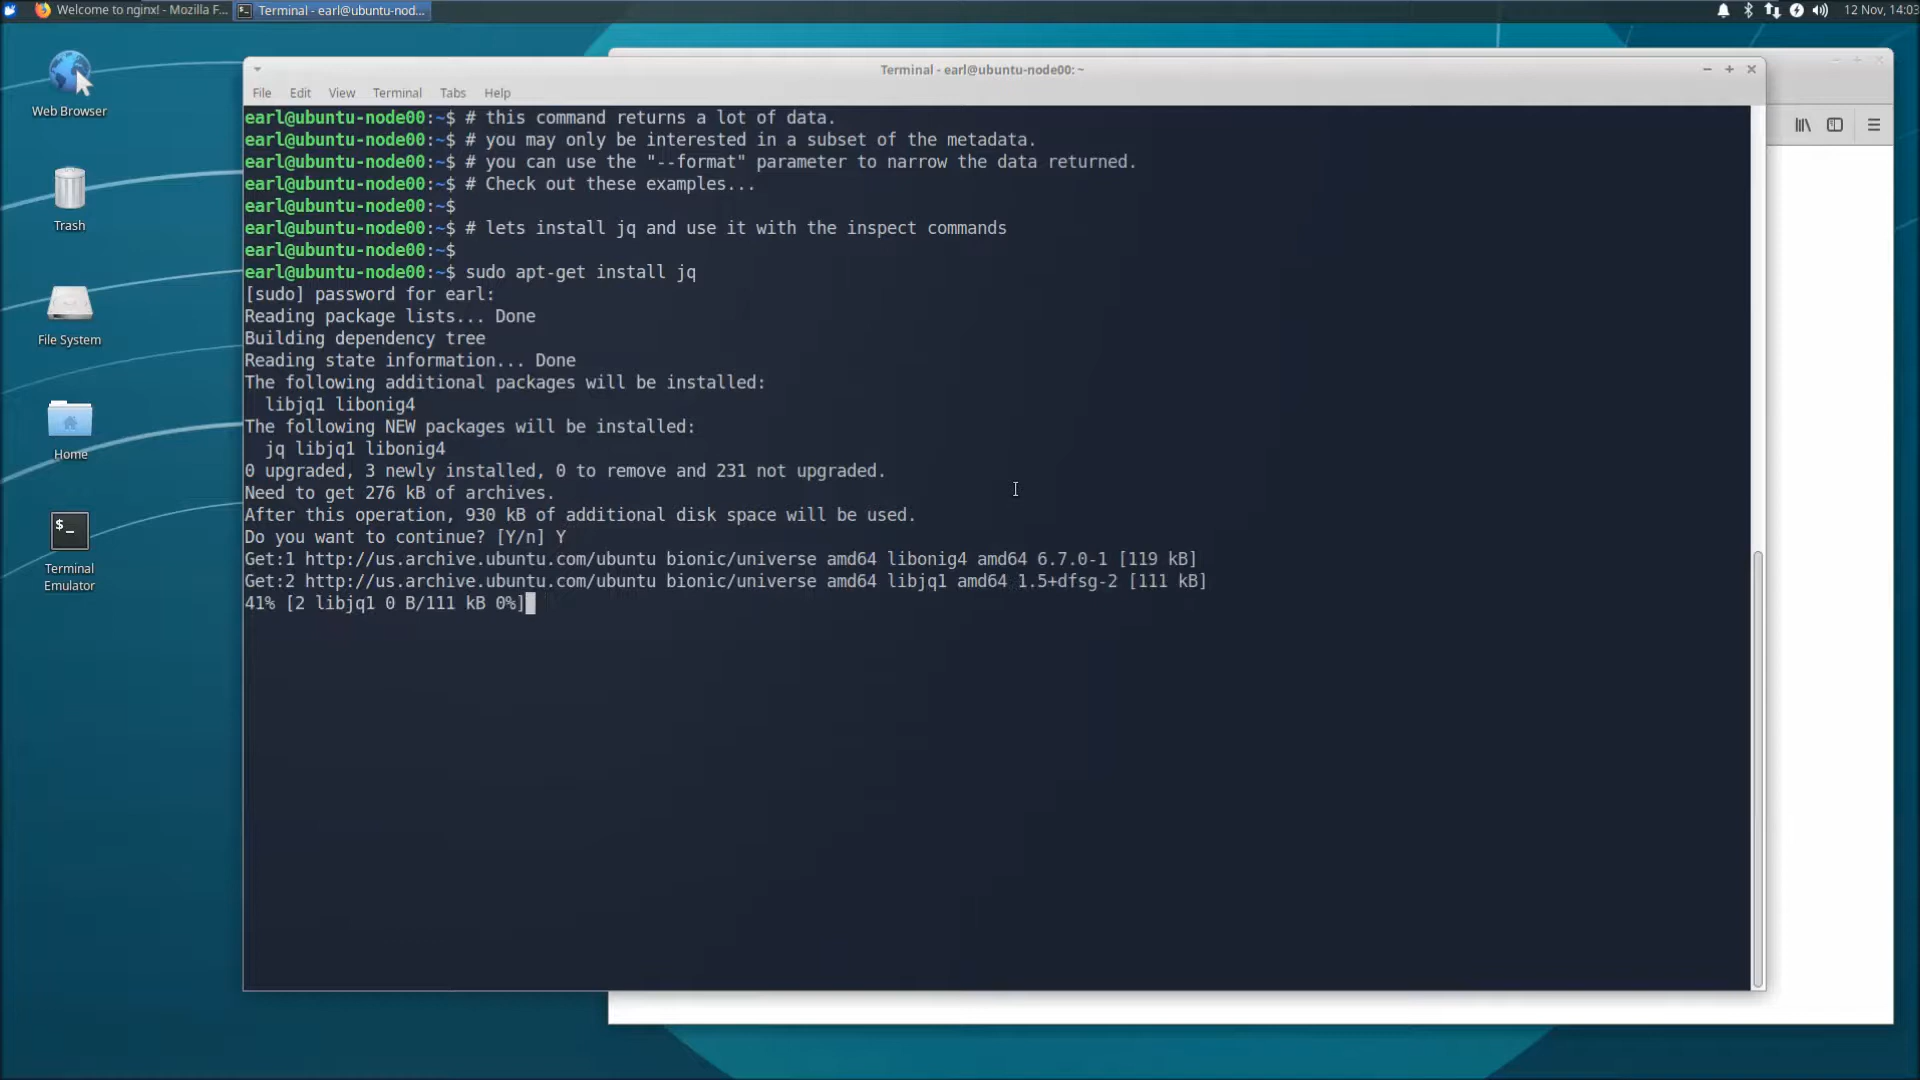 Welcome to nginx! - Mozilla F...
Terminal - earl@ubuntu-nod...
12 Nov, 14:03
Web Browser
Trash
File System
Home
$ _
Terminal
Emulator
Terminal - earl@ubuntu-node00: ~
File Edit View Terminal Tabs Help
earl@ubuntu-node00:~$ # this command returns a lot of data.
earl@ubuntu-node00:~$ # you may only be interested in a subset of the metadata.
earl@ubuntu-node00:~$ # you can use the "--format" parameter to narrow the data returned.
earl@ubuntu-node00:~$ # Check out these examples...
earl@ubuntu-node00:~$
earl@ubuntu-node00:~$ # lets install jq and use it with the inspect commands
earl@ubuntu-node00:~$
earl@ubuntu-node00:~$ sudo apt-get install jq
[sudo] password for earl:
Reading package lists... Done
Building dependency tree
Reading state information... Done
The following additional packages will be installed:
  libjq1 libonig4
The following NEW packages will be installed:
  jq libjq1 libonig4
0 upgraded, 3 newly installed, 0 to remove and 231 not upgraded.
Need to get 276 kB of archives.
After this operation, 930 kB of additional disk space will be used.
Do you want to continue? [Y/n] Y
Get:1 http://us.archive.ubuntu.com/ubuntu bionic/universe amd64 libonig4 amd64 6.7.0-1 [119 kB]
Get:2 http://us.archive.ubuntu.com/ubuntu bionic/universe amd64 libjq1 amd64 1.5+dfsg-2 [111 kB]
41% [2 libjq1 0 B/111 kB 0%]